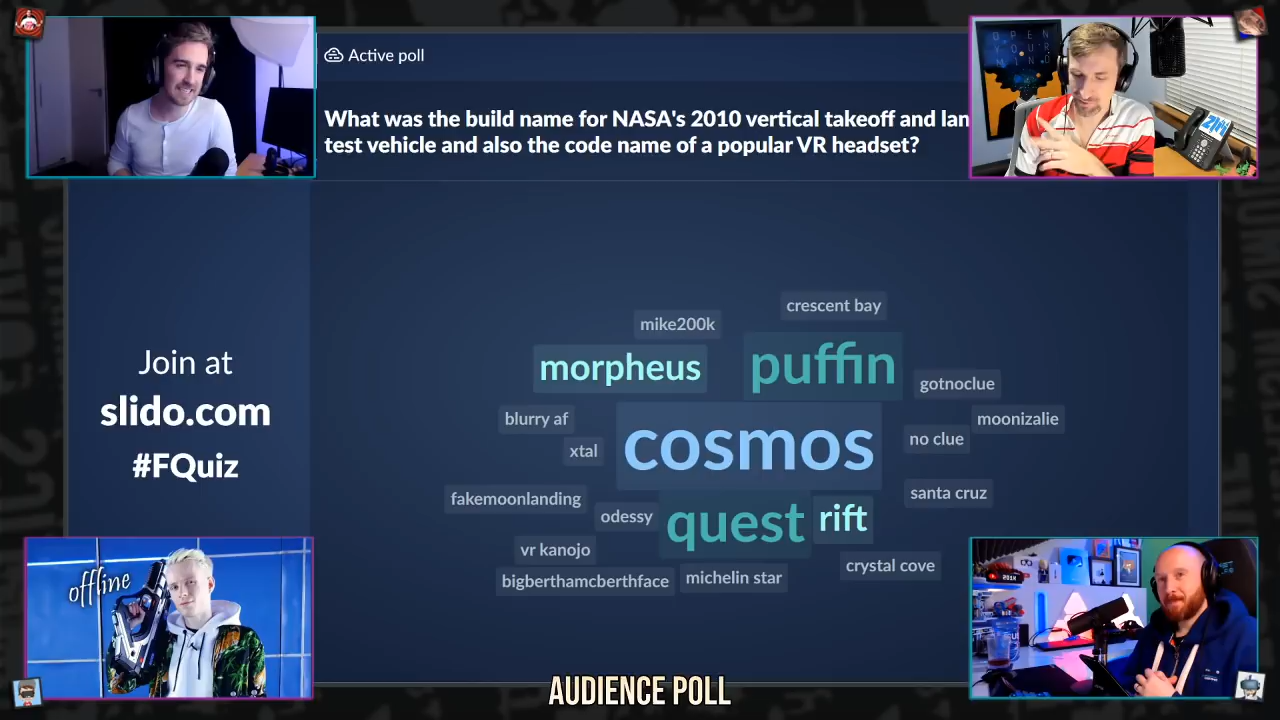 Active poll
What was the build name for NASA's 2010 vertical takeoff and lan
test vehicle and also the code name of a popular VR headset?
OPEN
YOUR
MIND
crescent bay
mike200k
morpheus
puffin
gotnoclue
blurry af
cosmos
moonizalie
xtal
no clue
Join at
slido.com
#FQuiz
fakemoonlanding
odessy
quest
rift
santa cruz
vr kanojo
crystal cove
bigberthamcberthface
michelin star
offline
AUDIENCE POLL